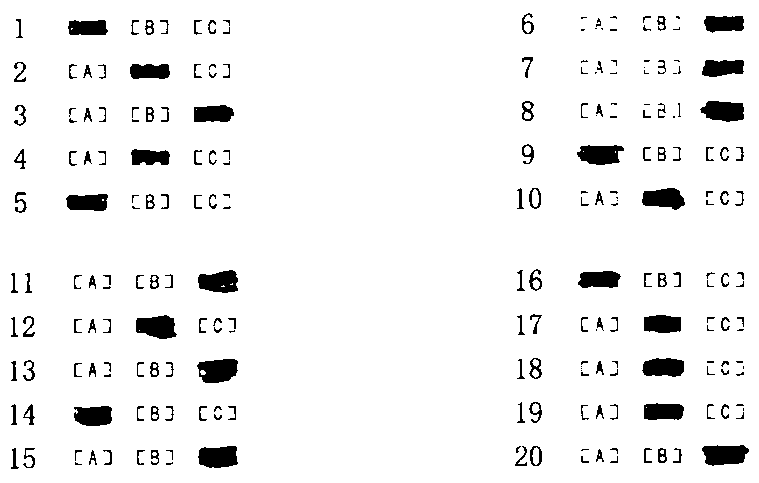 1 [B] [C]
2 [A] [C]
3 [A] [B]
4 [A] [C]
5 [B] [C]
6 [A] [B]
7 [A] [B]
8 [A] [B]
9 [B] [C]
10 [A] [C]
11 [A] [B]
12 [A] [C]
13 [A] [B]
14 [B] [C]
15 [A] [B]
16 [B] [C]
17 [A] [C]
18 [A] [C]
19 [A] [C]
20 [A] [B]